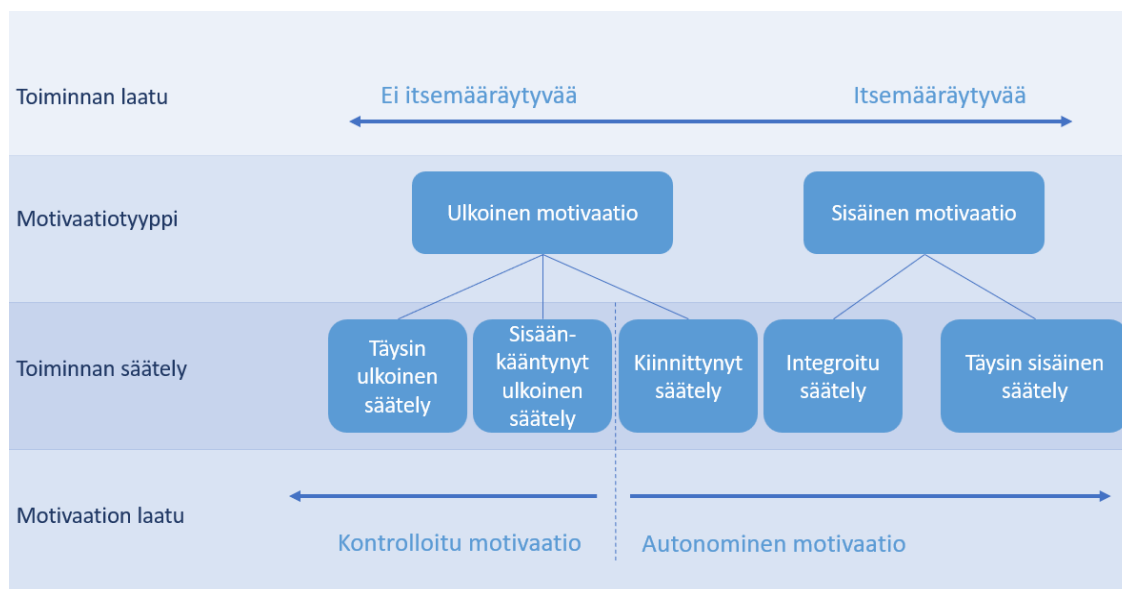 Toiminnan laatu
Ei itsemääräytyvää
Itsemääräytyvää
Motivaatiotyyppi
Ulkoinen motivaatio
Sisäinen motivaatio
Toiminnan säätely
Täysin
ulkoinen
säätely
Sisään-
kääntynyt
ulkoinen
säätely
Kiinnittynyt
säätely
Integroitu
säätely
Täysin sisäinen
säätely
Motivaation laatu
Kontrolloitu motivaatio
Autonominen motivaatio